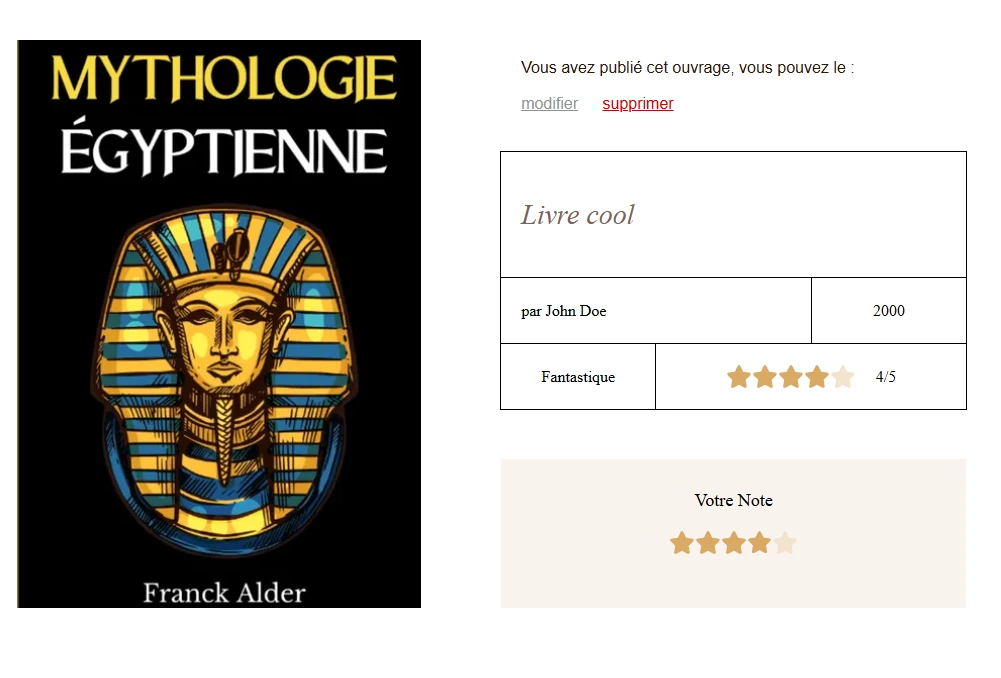 MYTHOLOGIE
ÉGYPTIENNE
Franck Alder
Vous avez publié cet ouvrage, vous pouvez le :
modifier supprimer
Livre cool
par John Doe 2000
Fantastique 4/5
Votre Note